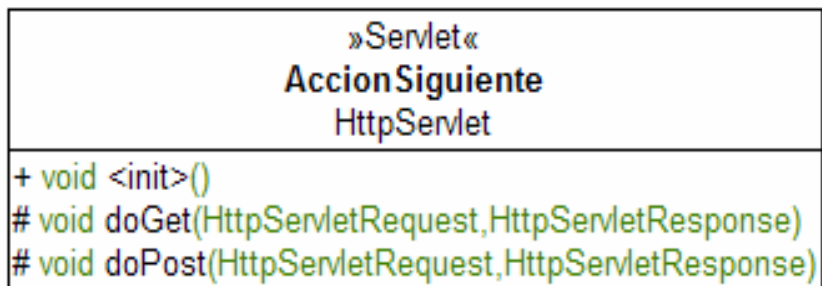 »Servlet«
AccionSiguiente
HttpServlet
+ void <init>()
# void doGet(HttpServletRequest,HttpServletResponse)
# void doPost(HttpServletRequest,HttpServletResponse)